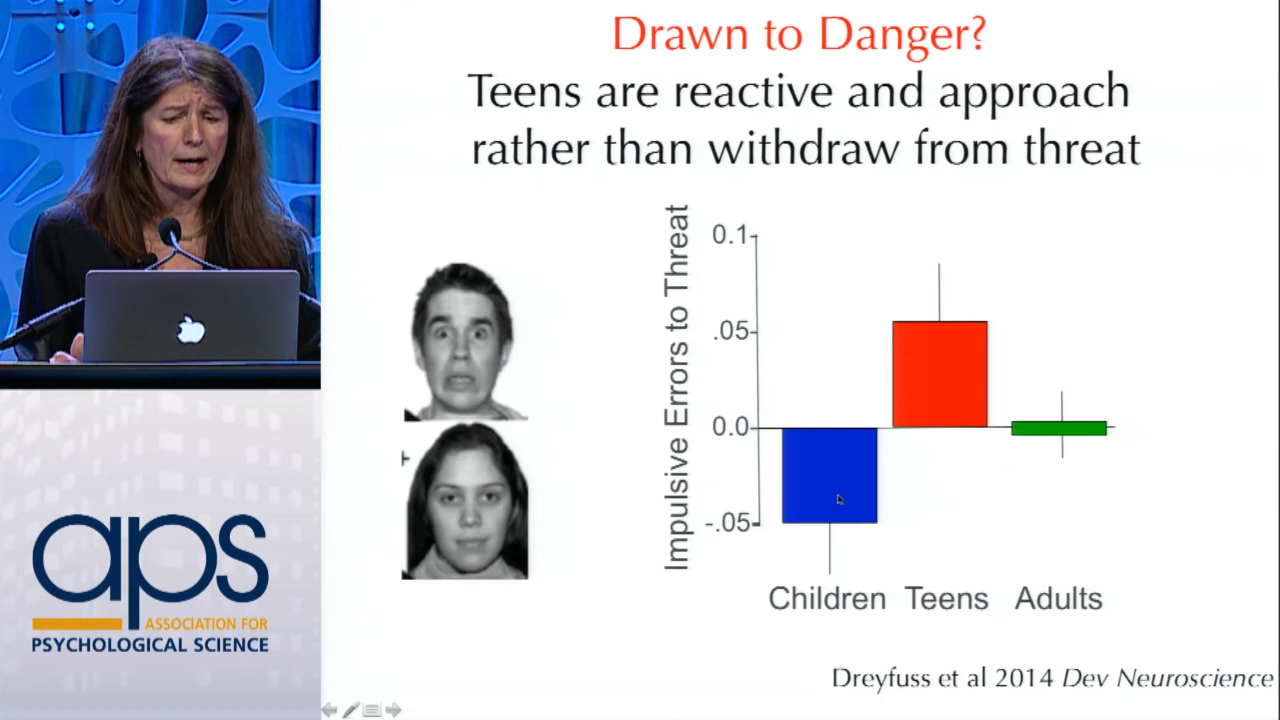 Drawn to Danger?
Teens are reactive and approach
rather than withdraw from threat
Impulsive Errors to Threat
0.1
.05
0.0
-.05
Children Teens Adults
Dreyfuss et al 2014 Dev Neuroscience
aps
ASSOCIATION FOR
PSYCHOLOGICAL SCIENCE